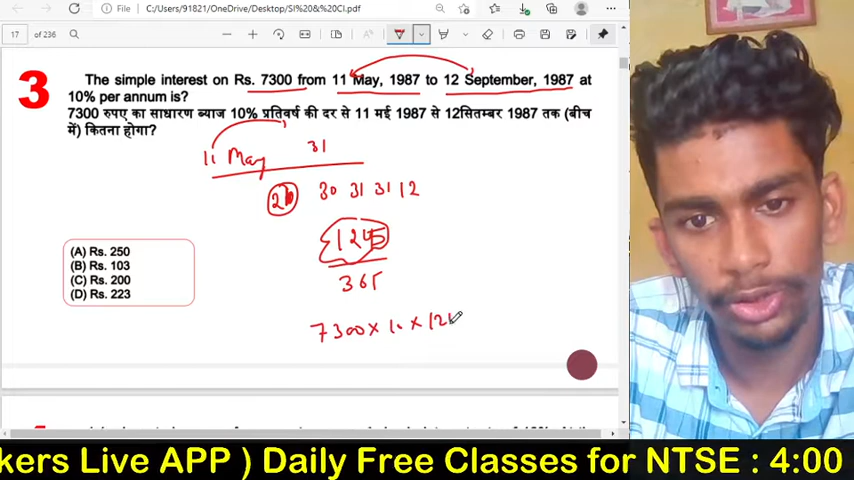 File
C:/Users/91821/OneDrive/Desktop/SI%20&%20CI.pdf
17 of 236
3
The simple interest on Rs. 7300 from 11 May, 1987 to 12 September, 1987 at
10% per annum is?
7300 रुपए का साधारण ब्याज 10% प्रतिवर्ष की दर से 11 मई 1987 से 12सितम्बर 1987 तक (बीच
में) कितना होगा?
11 May 31
30 31 31 12
365
7300 × 10 × 12
(A) Rs. 250
(B) Rs. 103
(C) Rs. 200
(D) Rs. 223
kers Live APP ) Daily Free Classes for NTSE : 4:00